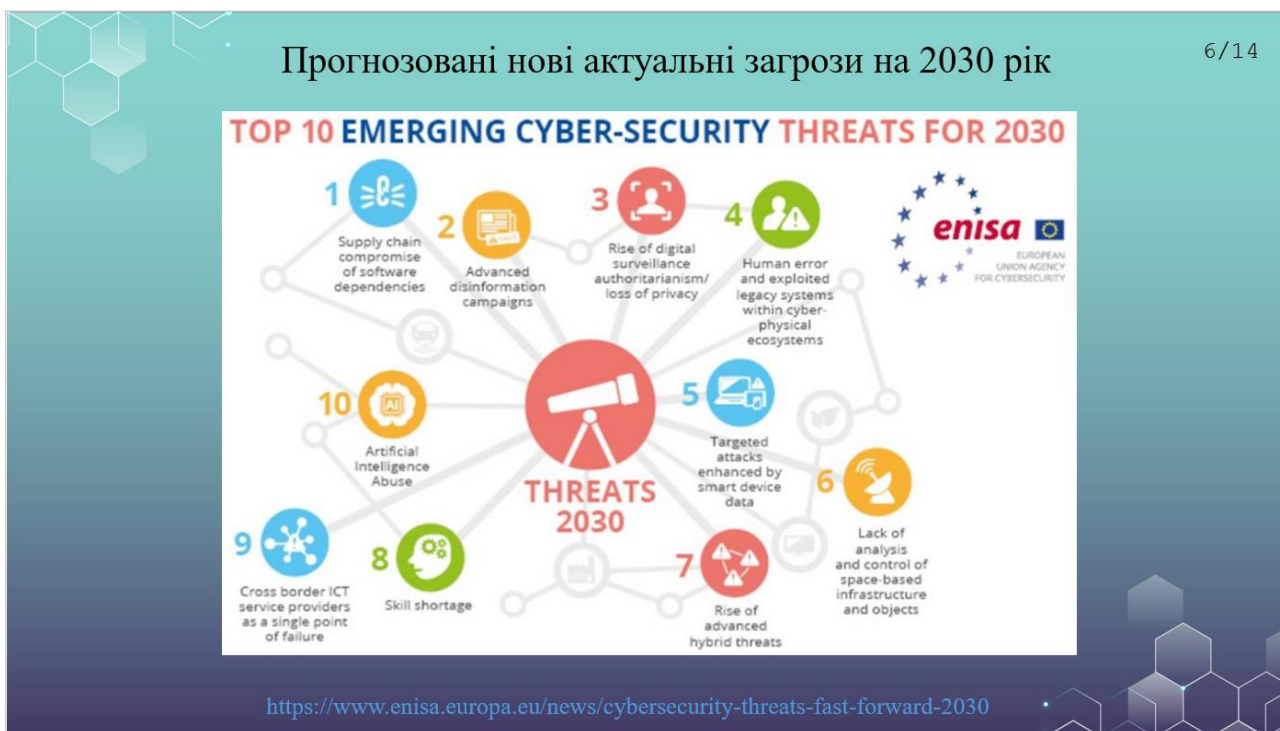 Прогнозовані нові актуальні загрози на 2030 рік
6/14
TOP 10 EMERGING CYBER-SECURITY THREATS FOR 2030
1
Supply chain
compromise
of software
dependencies
2
Advanced
disinformation
campaigns
3
Rise of digital
surveillance
authoritarianism/
loss of privacy
4
Human error
and exploited
legacy systems
within cyber-
physical
ecosystems
enisa
EUROPEAN
UNION AGENCY
FOR CYBERSECURITY
10
AI
Artificial
Intelligence
Abuse
THREATS
2030
5
Targeted
attacks
enhanced by
smart device
data
6
Lack of
analysis
and control of
space-based
infrastructure
and objects
9
Cross border ICT
service providers
as a single point
of failure
8
Skill shortage
7
Rise of
advanced
hybrid threats
https://www.enisa.europa.eu/news/cybersecurity-threats-fast-forward-2030